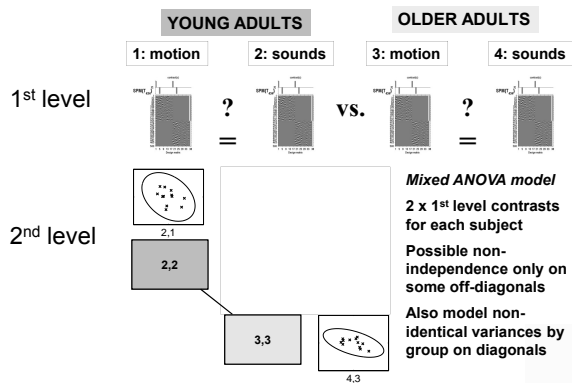 YOUNG ADULTS
OLDER ADULTS
1: motion
2: sounds
3: motion
4: sounds
1st level
?
=
vs.
?
=
2nd level
2,1
2,2
3,3
4,3
Mixed ANOVA model
2 x 1st level contrasts
for each subject
Possible non-
independence only on
some off-diagonals
Also model non-
identical variances by
group on diagonals